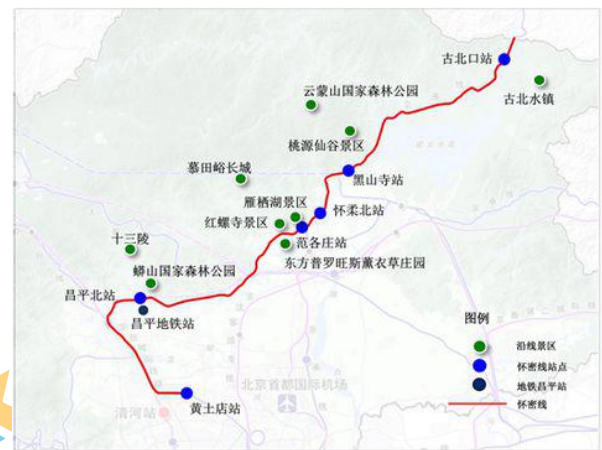 古北口站
古北水镇
云蒙山国家森林公园
桃源仙谷景区
慕田峪长城
黑山寺站
雁栖湖景区
怀柔北站
红螺寺景区
范各庄站
十三陵
东方普罗旺斯薰衣草庄园
蟒山国家森林公园
昌平北站
昌平地铁站
图例
沿线景区
怀密线站点
北京首都国际机场
地铁昌平站
黄土店站
怀密线
清河站